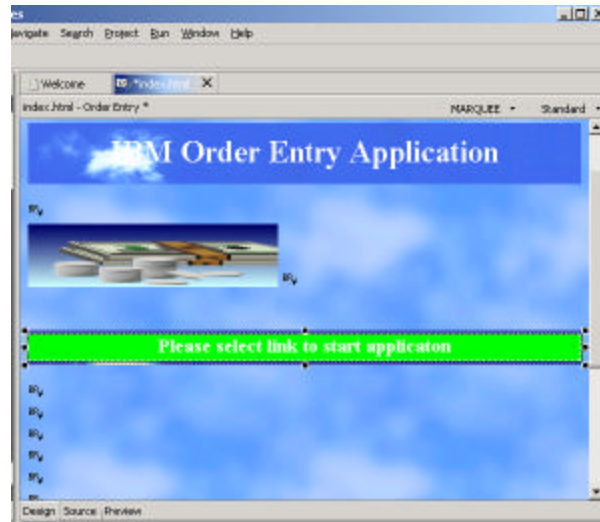 es
avigate Search Project Run Window Help
Welcome *index.html X
index.html - Order Entry * MARQUEE Standard
IBM Order Entry Application
Please select link to start applicaton
Design Source Preview